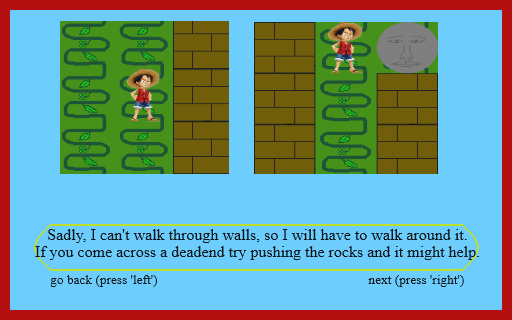 Sadly, I can't walk through walls, so I will have to walk around it.
If you come across a deadend try pushing the rocks and it might help.
go back (press 'left')
next (press 'right')